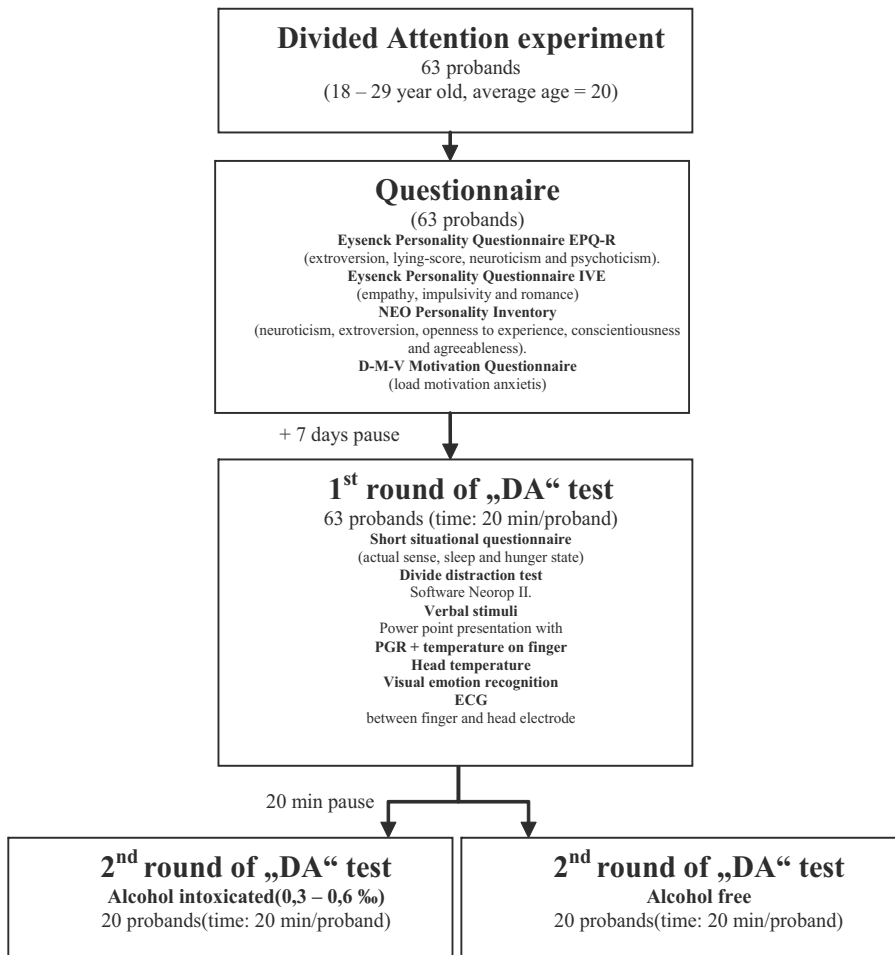 Divided Attention experiment
63 probands
(18 – 29 year old, average age = 20)
Questionnaire
(63 probands)
Eysenck Personality Questionnaire EPQ-R
(extroversion, lying-score, neuroticism and psychoticism).
Eysenck Personality Questionnaire IVE
(empathy, impulsivity and romance)
NEO Personality Inventory
(neuroticism, extroversion, openness to experience, conscientiousness
and agreeableness).
D-M-V Motivation Questionnaire
(load motivation anxietis)
+ 7 days pause
1st round of „DA“ test
63 probands (time: 20 min/proband)
Short situational questionnaire
(actual sense, sleep and hunger state)
Divide distraction test
Software Neorop II.
Verbal stimuli
Power point presentation with
PGR + temperature on finger
Head temperature
Visual emotion recognition
ECG
between finger and head electrode
20 min pause
2nd round of „DA“ test
Alcohol intoxicated(0,3 – 0,6 ‰)
20 probands(time: 20 min/proband)
2nd round of „DA“ test
Alcohol free
20 probands(time: 20 min/proband)